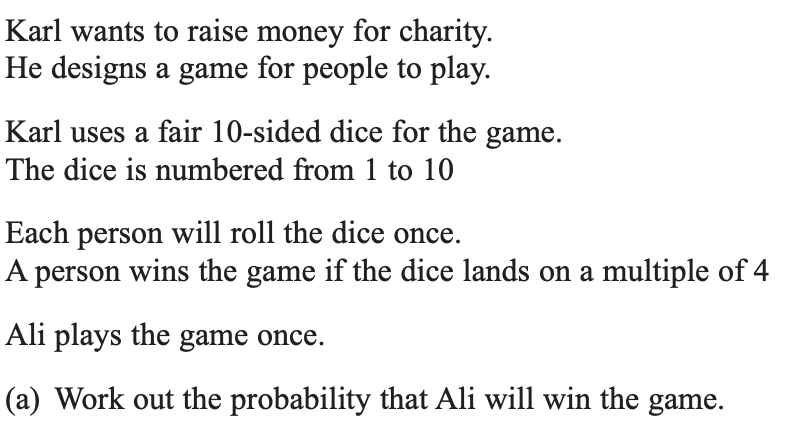 Karl wants to raise money for charity.
He designs a game for people to play.
Karl uses a fair 10-sided dice for the game.
The dice is numbered from 1 to 10
Each person will roll the dice once.
A person wins the game if the dice lands on a multiple of 4
Ali plays the game once.
(a) Work out the probability that Ali will win the game.